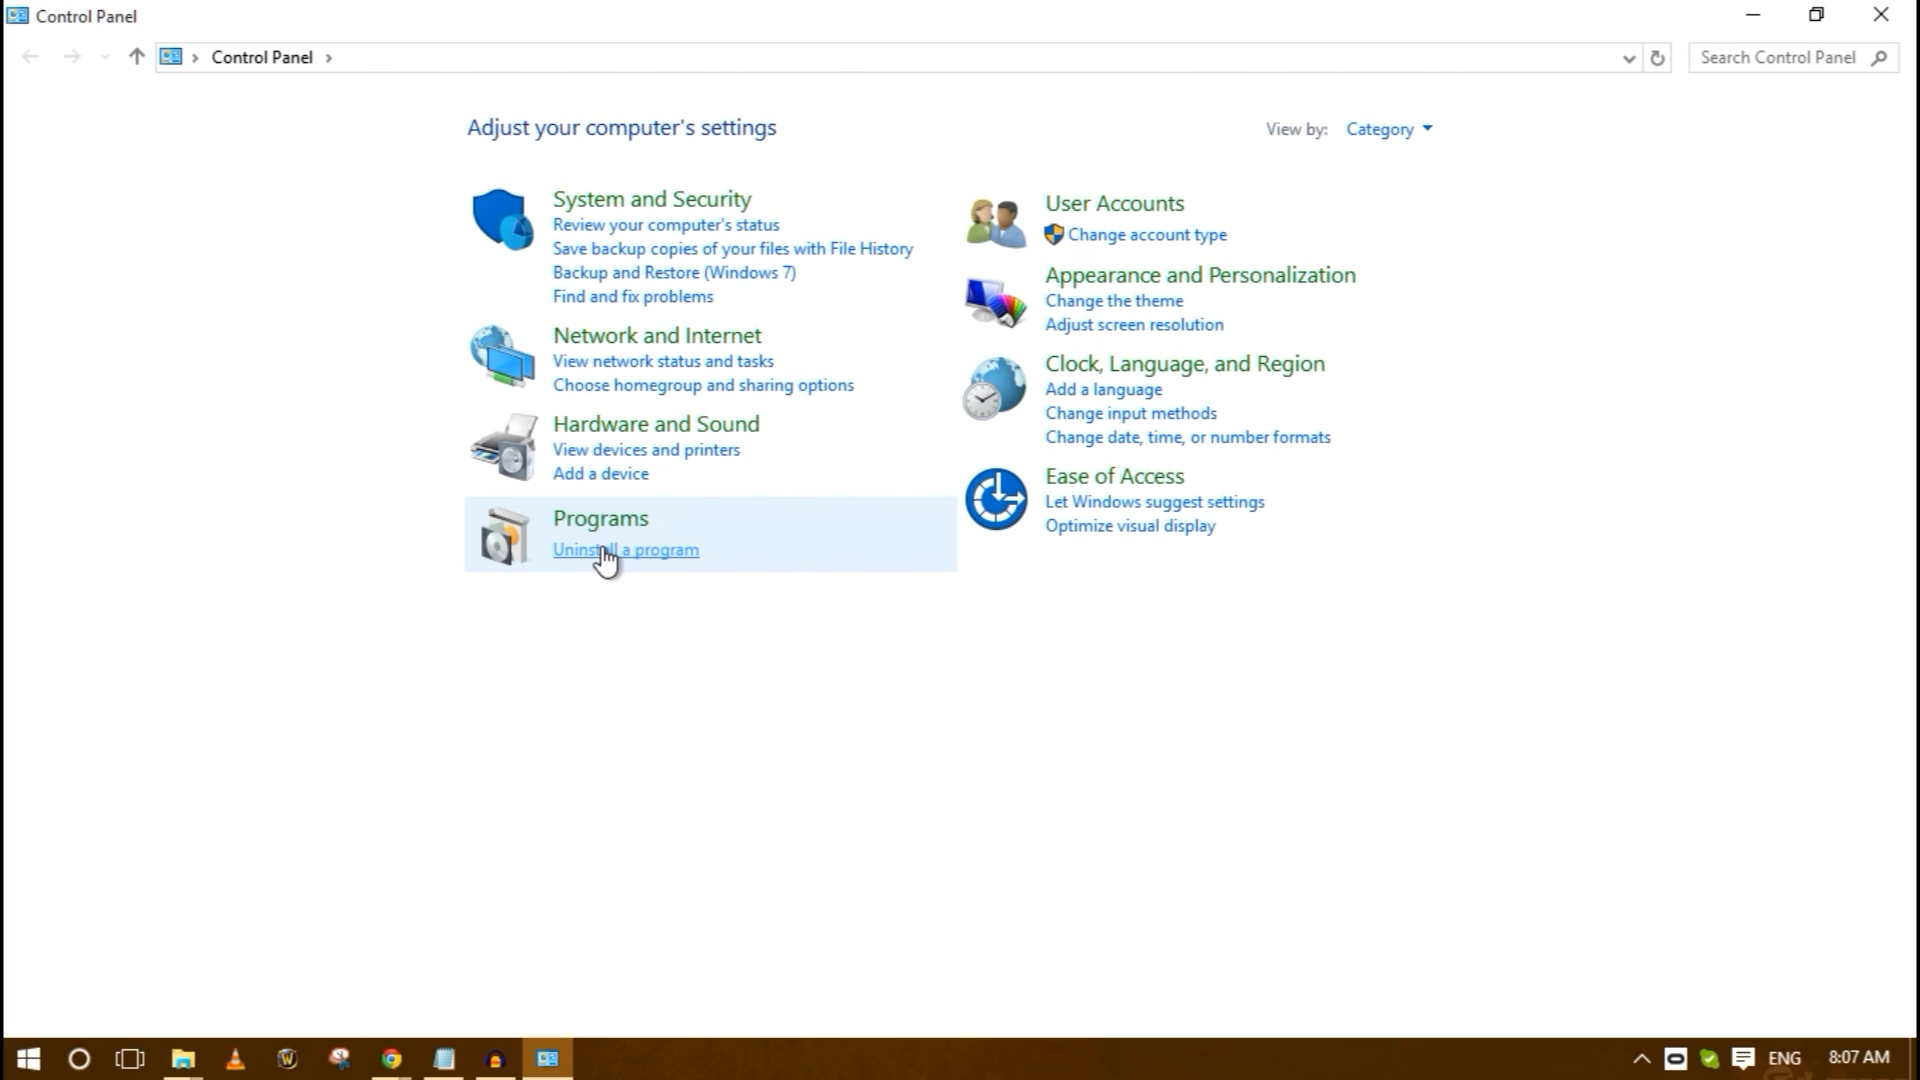 Control Panel
Control Panel
Search Control Panel
Adjust your computer's settings
View by: Category
System and Security
Review your computer's status
Save backup copies of your files with File History
Backup and Restore (Windows 7)
Find and fix problems
Network and Internet
View network status and tasks
Choose homegroup and sharing options
Hardware and Sound
View devices and printers
Add a device
Programs
Uninstall a program
User Accounts
Change account type
Appearance and Personalization
Change the theme
Adjust screen resolution
Clock, Language, and Region
Add a language
Change input methods
Change date, time, or number formats
Ease of Access
Let Windows suggest settings
Optimize visual display
ENG
8:07 AM